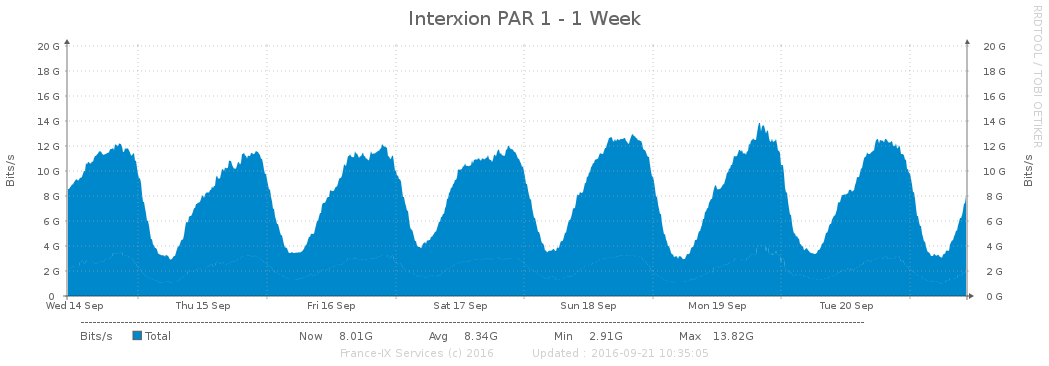 Interxion PAR 1 - 1 Week
RRDTOOL / TOBI OETIKER
20 G 20 G
18 G 18 G
16 G 16 G
14 G 14 G
12 G 12 G
10 G 10 G
8 G 8 G
6 G 6 G
4 G 4 G
2 G 2 G
0 0 G
Bits/s
Bits/s
Wed 14 Sep Thu 15 Sep Fri 16 Sep Sat 17 Sep Sun 18 Sep Mon 19 Sep Tue 20 Sep
Bits/s Total Now 8.01G Avg 8.34G Min 2.91G Max 13.82G
France-IX Services (c) 2016 Updated : 2016-09-21 10:35:05